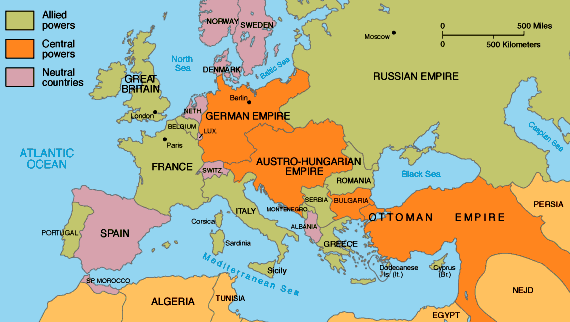 Allied
powers
Central
powers
Neutral
countries
0 500 Miles
0 500 Kilometers
NORWAY
SWEDEN
Moscow
North
Sea
DENMARK
Baltic Sea
RUSSIAN EMPIRE
GREAT
BRITAIN
Berlin
NETH.
London
GERMAN EMPIRE
BELGIUM
LUX.
Paris
Caspian Sea
ATLANTIC
OCEAN
FRANCE
AUSTRO-HUNGARIAN
EMPIRE
SWITZ.
Black Sea
ROMANIA
SERBIA
BULGARIA
PERSIA
ITALY
MONTENEGRO
OTTOMAN EMPIRE
Corsica
ALBANIA
PORTUGAL
SPAIN
Sardinia
GREECE
Mediterranean Sea
Sicily
Dodecanese
Is. (It.)
Cyprus
(Br.)
SP. MOROCCO
NEJD
ALGERIA
TUNISIA
EGYPT